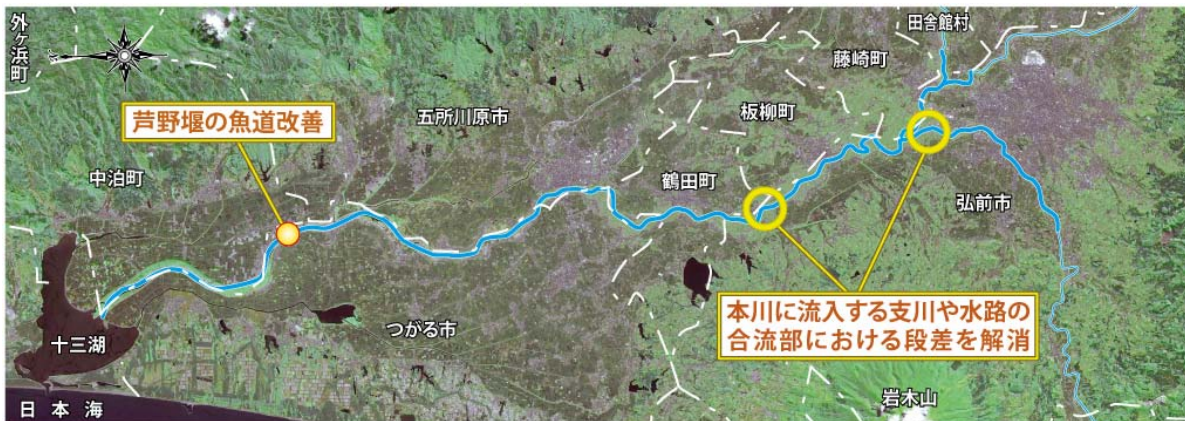 外ヶ浜町
田舎館村
藤崎町
芦野堰の魚道改善
五所川原市
板柳町
中泊町
鶴田町
弘前市
本川に流入する支川や水路の
合流部における段差を解消
つがる市
十三湖
岩木山
日本海